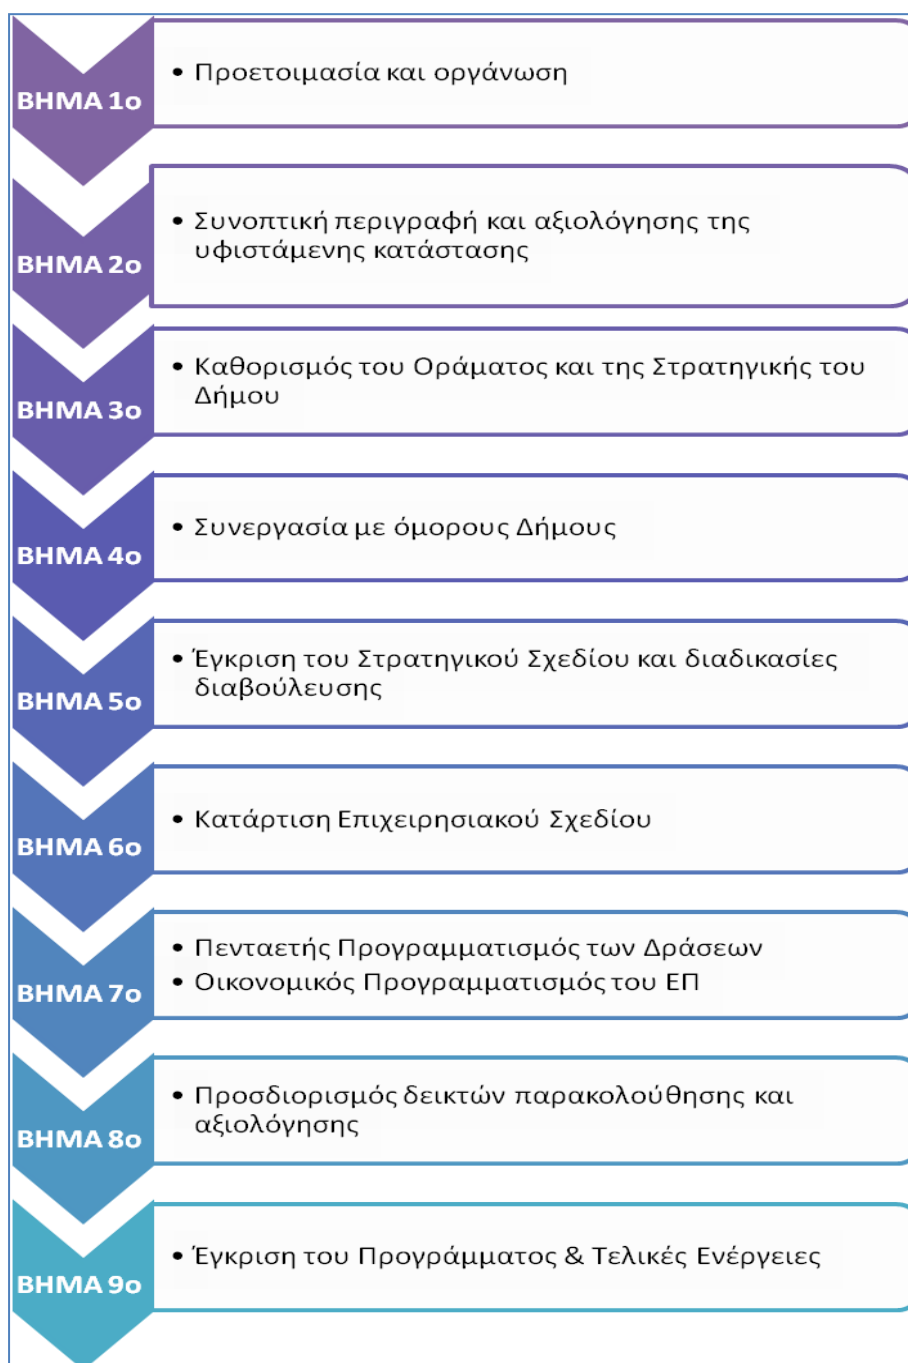 ΒΗΜΑ 1ο
• Προετοιμασία και οργάνωση
ΒΗΜΑ 2ο
• Συνοπτική περιγραφή και αξιολόγησης της
υφιστάμενης κατάστασης
ΒΗΜΑ 3ο
• Καθορισμός του Οράματος και της Στρατηγικής του
Δήμου
ΒΗΜΑ 4ο
• Συνεργασία με όμορους Δήμους
ΒΗΜΑ 5ο
• Έγκριση του Στρατηγικού Σχεδίου και διαδικασίες
διαβούλευσης
ΒΗΜΑ 6ο
• Κατάρτιση Επιχειρησιακού Σχεδίου
ΒΗΜΑ 7ο
• Πενταετής Προγραμματισμός των Δράσεων
• Οικονομικός Προγραμματισμός του ΕΠ
ΒΗΜΑ 8ο
• Προσδιορισμός δεικτών παρακολούθησης και
αξιολόγησης
ΒΗΜΑ 9ο
• Έγκριση του Προγράμματος & Τελικές Ενέργειες